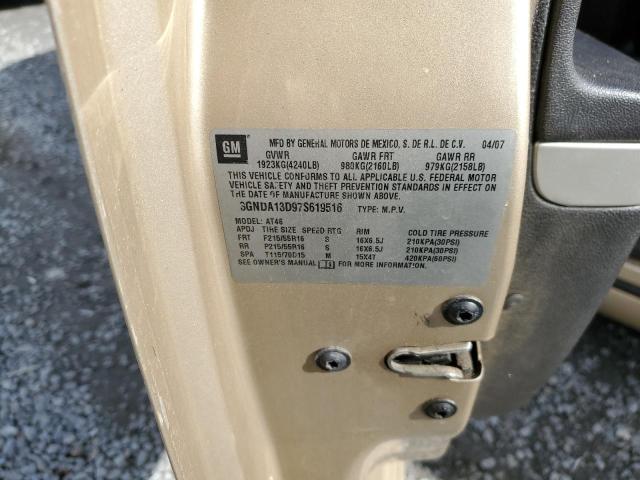 GM
MFD BY GENERAL MOTORS DE MEXICO, S. DE R.L. DE C.V. 04/07
GVWR GAWR FRT GAWR RR
1923KG(4240LB) 980KG(2160LB) 979KG(2158LB)
THIS VEHICLE CONFORMS TO ALL APPLICABLE U.S. FEDERAL MOTOR
VEHICLE SAFETY AND THEFT PREVENTION STANDARDS IN EFFECT ON
THE DATE OF MANUFACTURE SHOWN ABOVE.
3GNDA13D97S619516 TYPE: M.P.V.
MODEL: AT46
APDJ TIRE SIZE SPEED RTG RIM COLD TIRE PRESSURE
FRT P215/55R16 S 16X6.5J 210KPA(30PSI)
RR P215/55R16 S 16X6.5J 210KPA(30PSI)
SPA T115/70D15 M 15X4T 420KPA(60PSI)
SEE OWNER'S MANUAL FOR MORE INFORMATION.